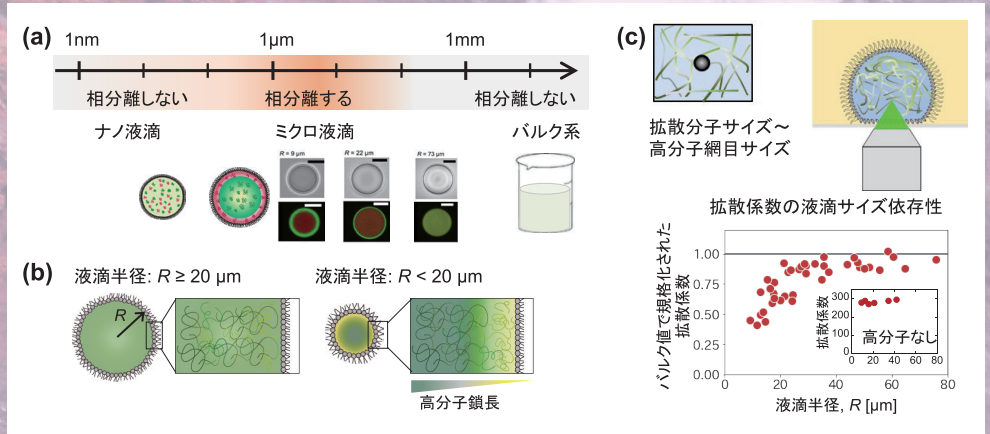 (a)
1nm 1μm 1mm
相分離しない 相分離する 相分離しない
ナノ液滴 ミクロ液滴 バルク系
R = 9 μm R = 22 μm R = 73 μm
(b)
液滴半径: R ≥ 20 μm 液滴半径: R < 20 μm
R
高分子鎖長
(c)
拡散分子サイズ～
高分子網目サイズ
拡散係数の液滴サイズ依存性
バルク値で規格化された
拡散係数
1.00
0.75
0.50
0.25
0.00
0 20 40 60 80
液滴半径, R [μm]
拡散係数
300
200
100
0
0 20 40 60 80
高分子なし